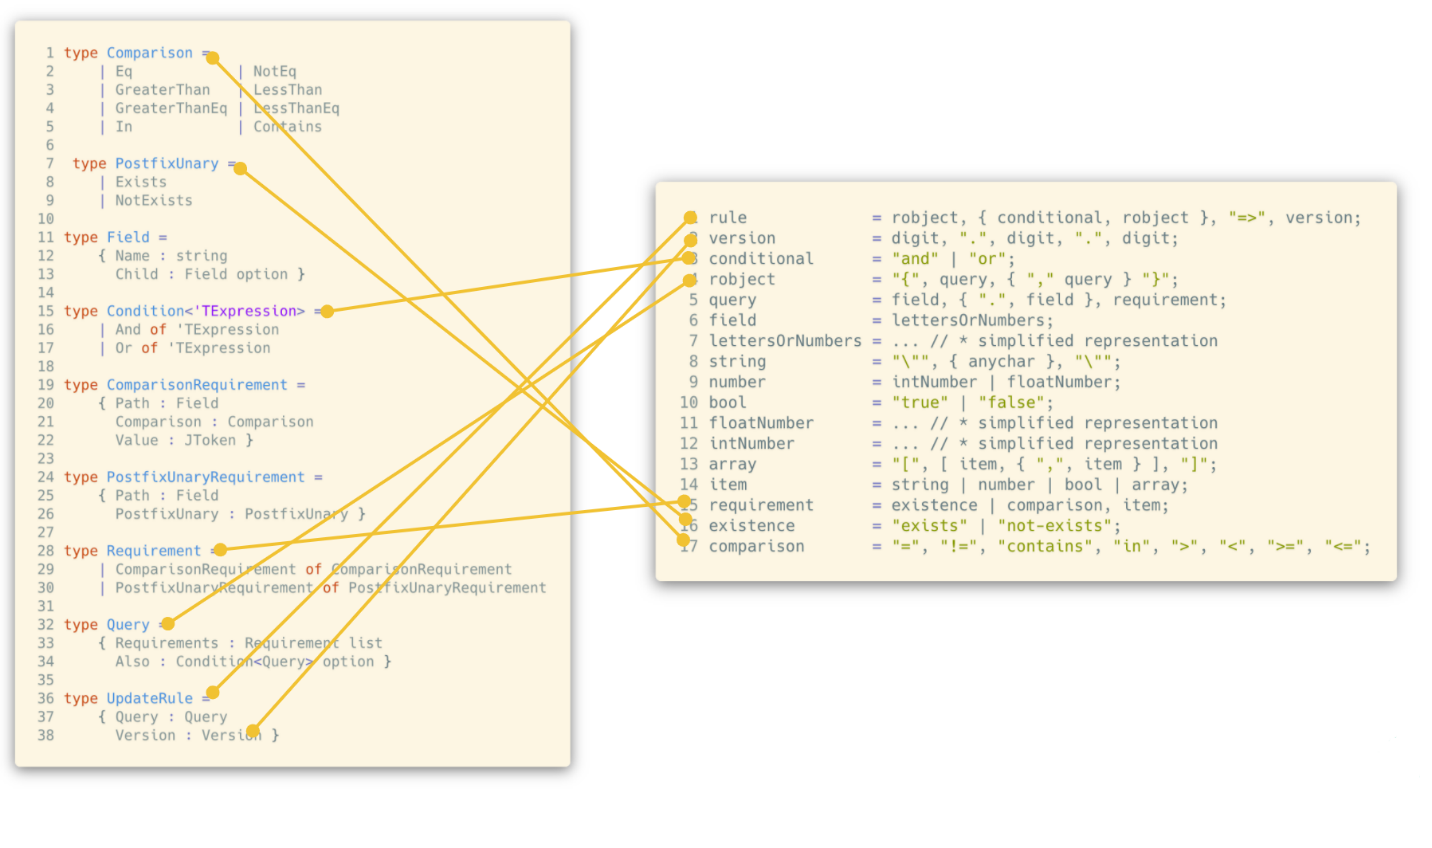 1 type Comparison =
2 | Eq | NotEq
3 | GreaterThan | LessThan
4 | GreaterThanEq | LessThanEq
5 | In | Contains
6
7 type PostfixUnary =
8 | Exists
9 | NotExists
10
11 type Field =
12 { Name : string
13 Child : Field option }
14
15 type Condition<'TExpression> =
16 | And of 'TExpression
17 | Or of 'TExpression
18
19 type ComparisonRequirement =
20 { Path : Field
21 Comparison : Comparison
22 Value : JToken }
23
24 type PostfixUnaryRequirement =
25 { Path : Field
26 PostfixUnary : PostfixUnary }
27
28 type Requirement =
29 | ComparisonRequirement of ComparisonRequirement
30 | PostfixUnaryRequirement of PostfixUnaryRequirement
31
32 type Query =
33 { Requirements : Requirement list
34 Also : Condition<Query> option }
35
36 type UpdateRule =
37 { Query : Query
38 Version : Version }
1 rule = robject, { conditional, robject }, "=>", version;
2 version = digit, ".", digit, ".", digit;
3 conditional = "and" | "or";
4 robject = "{", query, { "," query } "}";
5 query = field, { ".", field }, requirement;
6 field = lettersOrNumbers;
7 lettersOrNumbers = ... // * simplified representation
8 string = "\"", { anychar }, "\"";
9 number = intNumber | floatNumber;
10 bool = "true" | "false";
11 floatNumber = ... // * simplified representation
12 intNumber = ... // * simplified representation
13 array = "[", [ item, { ",", item } ], "]";
14 item = string | number | bool | array;
15 requirement = existence | comparison, item;
16 existence = "exists" | "not-exists";
17 comparison = "=", "!=", "contains", "in", ">", "<", ">=", "<=";